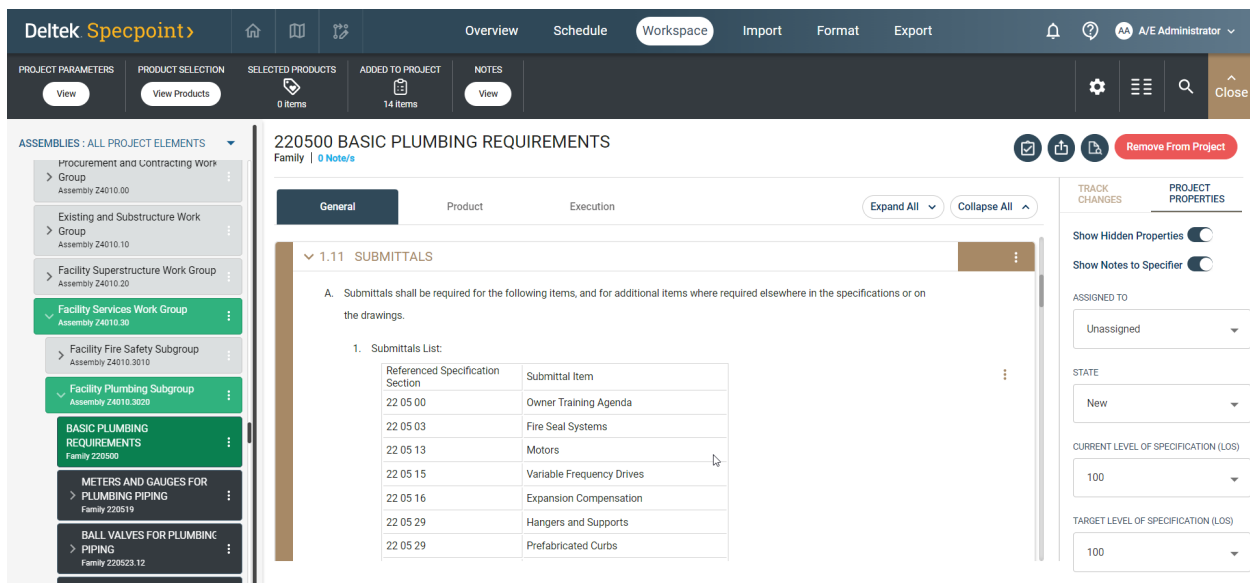 Deltek Specpoint›
Overview Schedule Workspace Import Format Export
AA A/E Administrator
PROJECT PARAMETERS
View
PRODUCT SELECTION
View Products
SELECTED PRODUCTS
0 items
ADDED TO PROJECT
14 items
NOTES
View
Close
ASSEMBLIES : ALL PROJECT ELEMENTS
Procurement and Contracting Work
Group
Assembly Z4010.00
Existing and Substructure Work
Group
Assembly Z4010.10
Facility Superstructure Work Group
Assembly Z4010.20
Facility Services Work Group
Assembly Z4010.30
Facility Fire Safety Subgroup
Assembly Z4010.3010
Facility Plumbing Subgroup
Assembly Z4010.3020
BASIC PLUMBING
REQUIREMENTS
Family 220500
METERS AND GAUGES FOR
PLUMBING PIPING
Family 220519
BALL VALVES FOR PLUMBING
PIPING
Family 220523.12
220500 BASIC PLUMBING REQUIREMENTS
Family | 0 Note/s
Remove From Project
General Product Execution
Expand All Collapse All
1.11 SUBMITTALS
A. Submittals shall be required for the following items, and for additional items where required elsewhere in the specifications or on
the drawings.
1. Submittals List:
Referenced Specification
Section
Submittal Item
22 05 00 Owner Training Agenda
22 05 03 Fire Seal Systems
22 05 13 Motors
22 05 15 Variable Frequency Drives
22 05 16 Expansion Compensation
22 05 29 Hangers and Supports
22 05 29 Prefabricated Curbs
TRACK
CHANGES
PROJECT
PROPERTIES
Show Hidden Properties
Show Notes to Specifier
ASSIGNED TO
Unassigned
STATE
New
CURRENT LEVEL OF SPECIFICATION (LOS)
100
TARGET LEVEL OF SPECIFICATION (LOS)
100